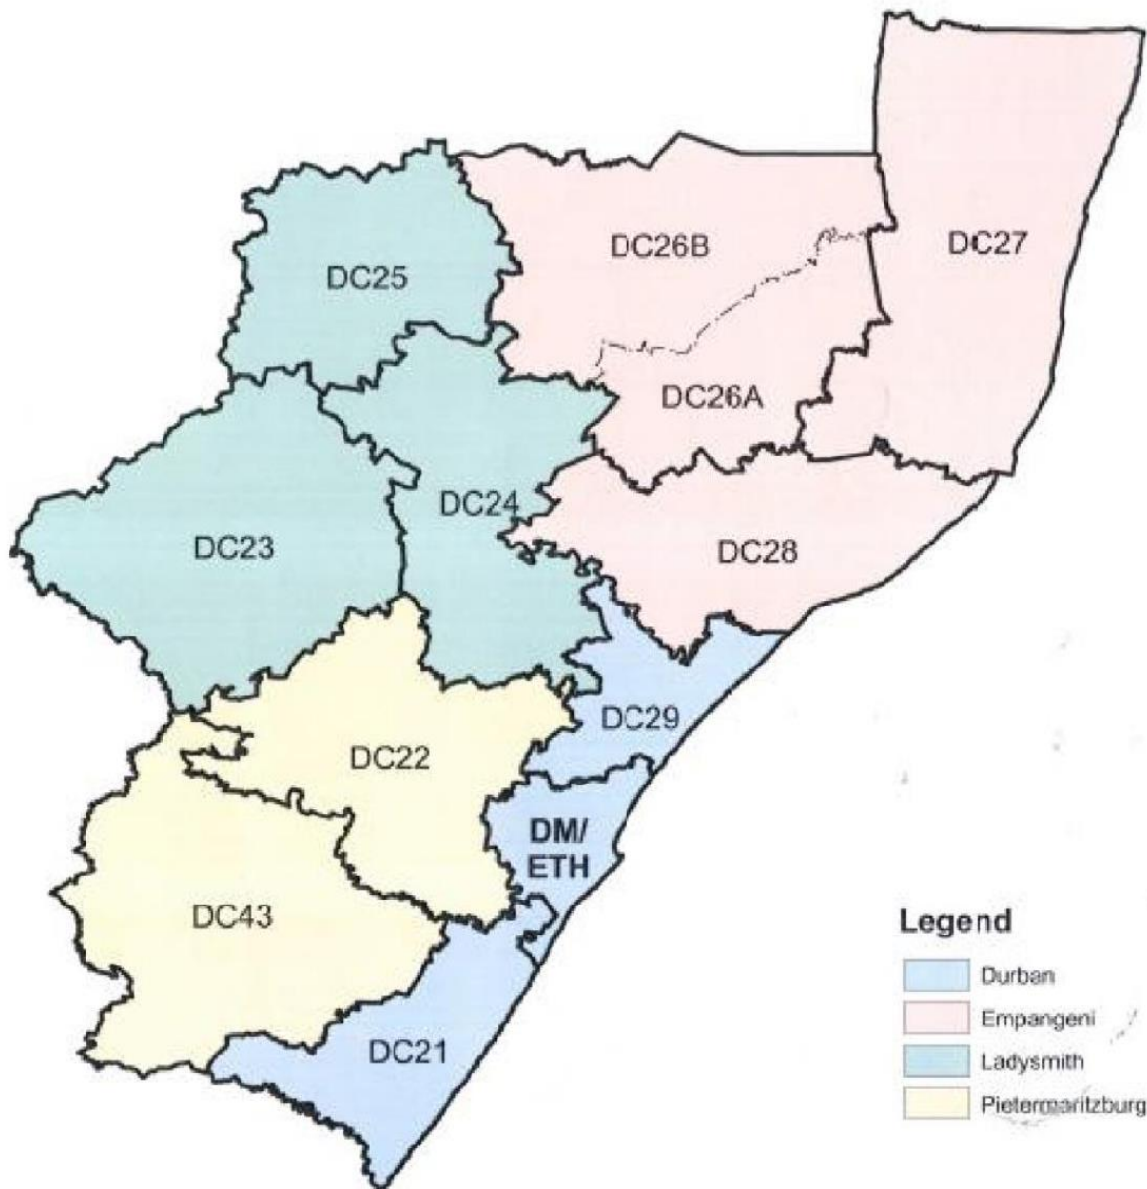 DC27
DC26B
DC25
DC26A
DC24
DC23
DC28
DC29
DC22
DM/
ETH
DC43
DC21
Legend
Durban
Empangeni
Ladysmith
Pietermaritzburg